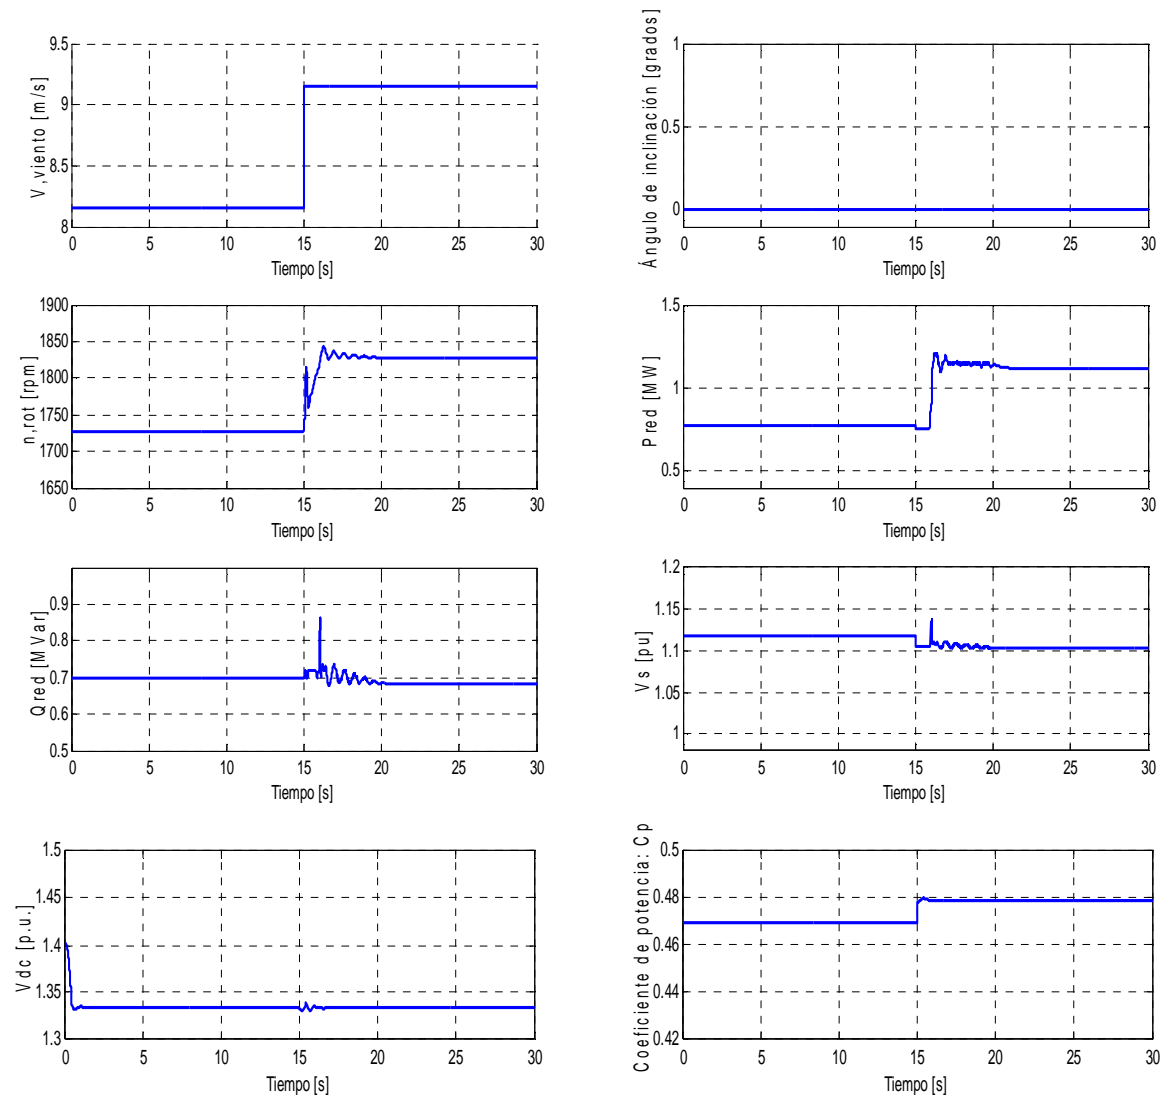 V,viento [m/s]
9.5
9
8.5
8
0 5 10 15 20 25 30
Tiempo [s]
Ángulo de inclinación [grados]
1
0.5
0
0 5 10 15 20 25 30
Tiempo [s]
n,rot [rpm]
1900
1850
1800
1750
1700
1650
0 5 10 15 20 25 30
Tiempo [s]
Pred [MW]
1.5
1
0.5
0 5 10 15 20 25 30
Tiempo [s]
Qred [MVar]
0.9
0.8
0.7
0.6
0.5
0 5 10 15 20 25 30
Tiempo [s]
Vs [pu]
1.2
1.15
1.1
1.05
1
0 5 10 15 20 25 30
Tiempo [s]
Vdc [p.u.]
1.5
1.45
1.4
1.35
1.3
0 5 10 15 20 25 30
Tiempo [s]
Coeficiente de potencia: Cp
0.5
0.48
0.46
0.44
0.42
0 5 10 15 20 25 30
Tiempo [s]